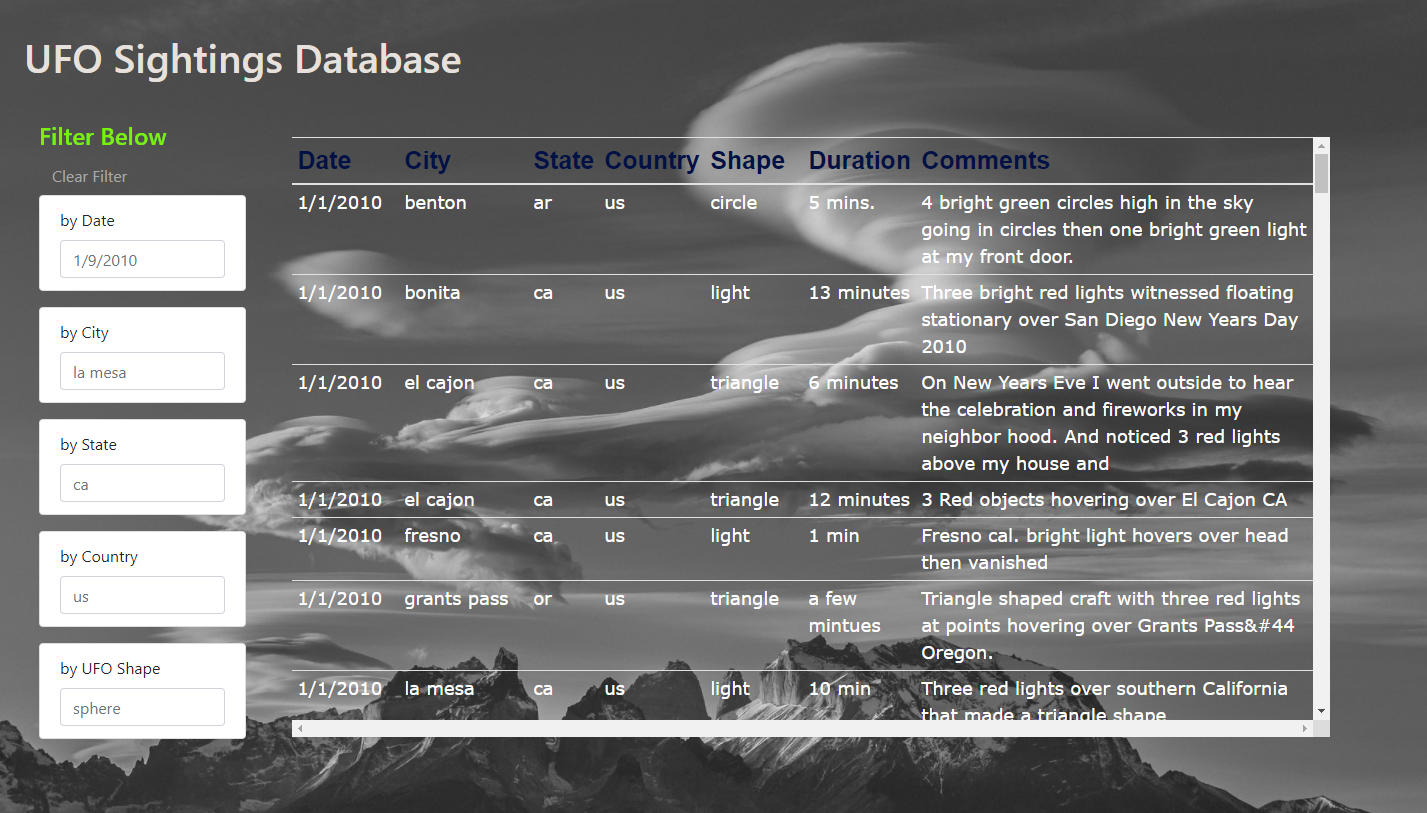 UFO Sightings Database
Filter Below
Clear Filter
by Date
1/9/2010
by City
la mesa
by State
ca
by Country
us
by UFO Shape
sphere
Date City State Country Shape Duration Comments
1/1/2010 benton ar us circle 5 mins. 4 bright green circles high in the sky
going in circles then one bright green light
at my front door.
1/1/2010 bonita ca us light 13 minutes Three bright red lights witnessed floating
stationary over San Diego New Years Day
2010
1/1/2010 el cajon ca us triangle 6 minutes On New Years Eve I went outside to hear
the celebration and fireworks in my
neighbor hood. And noticed 3 red lights
above my house and
1/1/2010 el cajon ca us triangle 12 minutes 3 Red objects hovering over El Cajon CA
1/1/2010 fresno ca us light 1 min Fresno cal. bright light hovers over head
then vanished
1/1/2010 grants pass or us triangle a few Triangle shaped craft with three red lights
mintues at points hovering over Grants Pass&#44
Oregon.
1/1/2010 la mesa ca us light 10 min Three red lights over southern California
that made a triangle shape